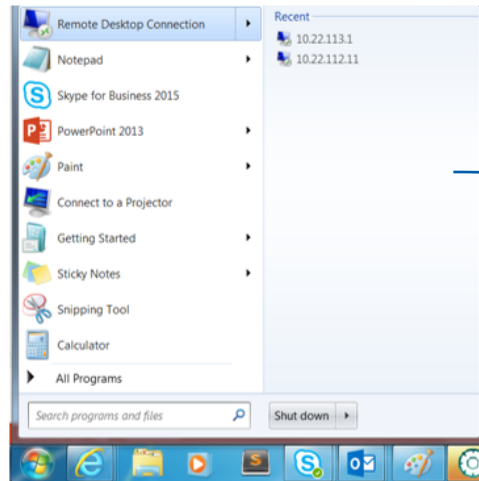 Remote Desktop Connection
Recent
10.22.113.1
10.22.112.11
Notepad
Skype for Business 2015
PowerPoint 2013
Paint
Connect to a Projector
Getting Started
Sticky Notes
Snipping Tool
Calculator
All Programs
Search programs and files
Shut down